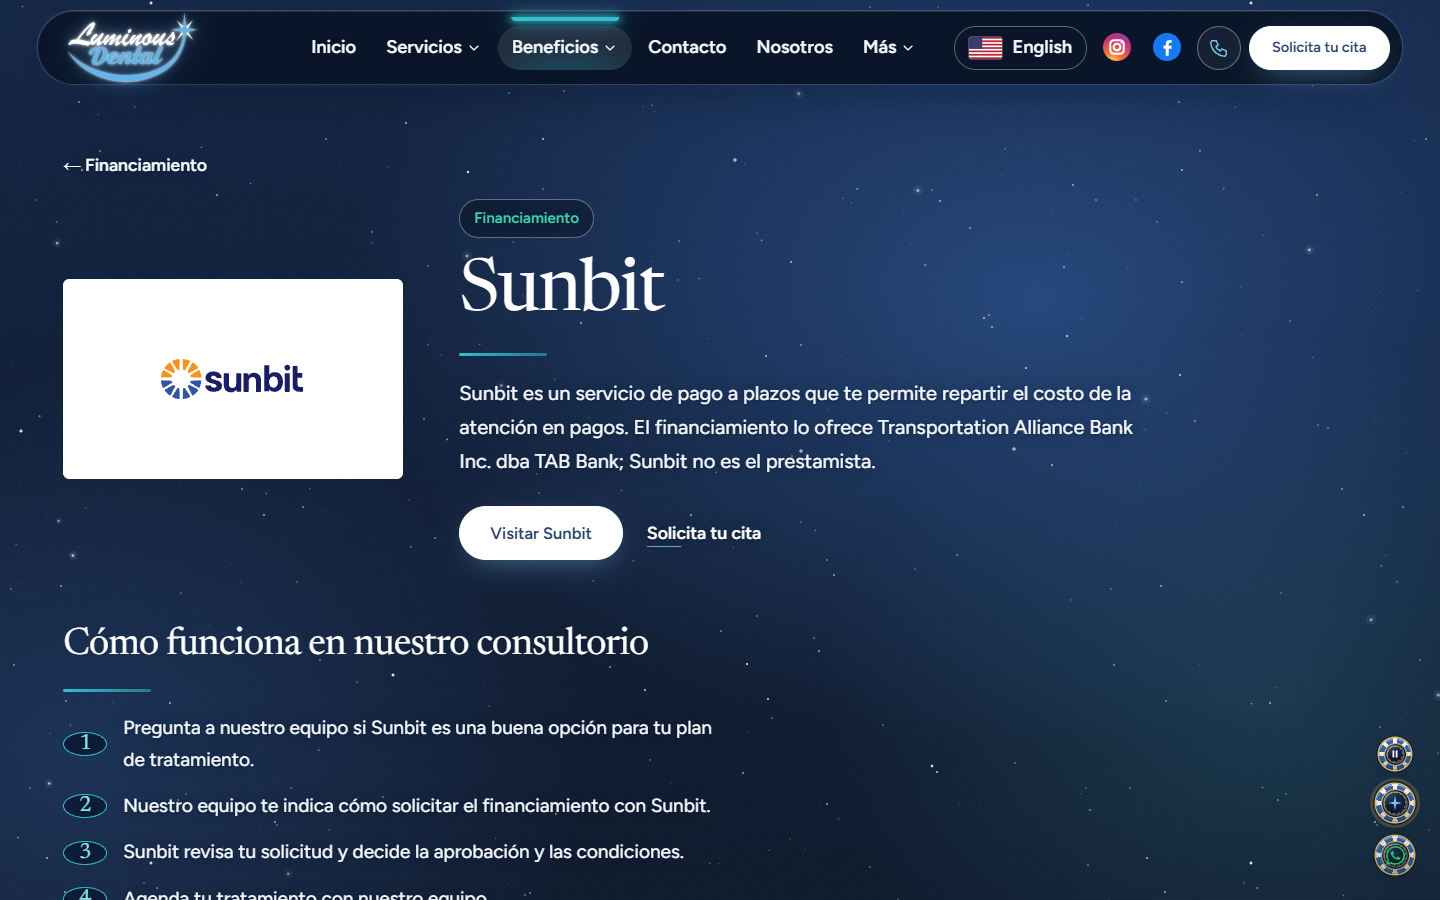 Luminous
Dental
Inicio
Servicios
Beneficios
Contacto
Nosotros
Más
English
Solicita tu cita
← Financiamiento
Financiamiento
Sunbit
sunbit
Sunbit es un servicio de pago a plazos que te permite repartir el costo de la
atención en pagos. El financiamiento lo ofrece Transportation Alliance Bank
Inc. dba TAB Bank; Sunbit no es el prestamista.
Visitar Sunbit
Solicita tu cita
Cómo funciona en nuestro consultorio
1 Pregunta a nuestro equipo si Sunbit es una buena opción para tu plan
de tratamiento.
2 Nuestro equipo te indica cómo solicitar el financiamiento con Sunbit.
3 Sunbit revisa tu solicitud y decide la aprobación y las condiciones.
4 Agenda tu tratamiento con nuestro equipo.